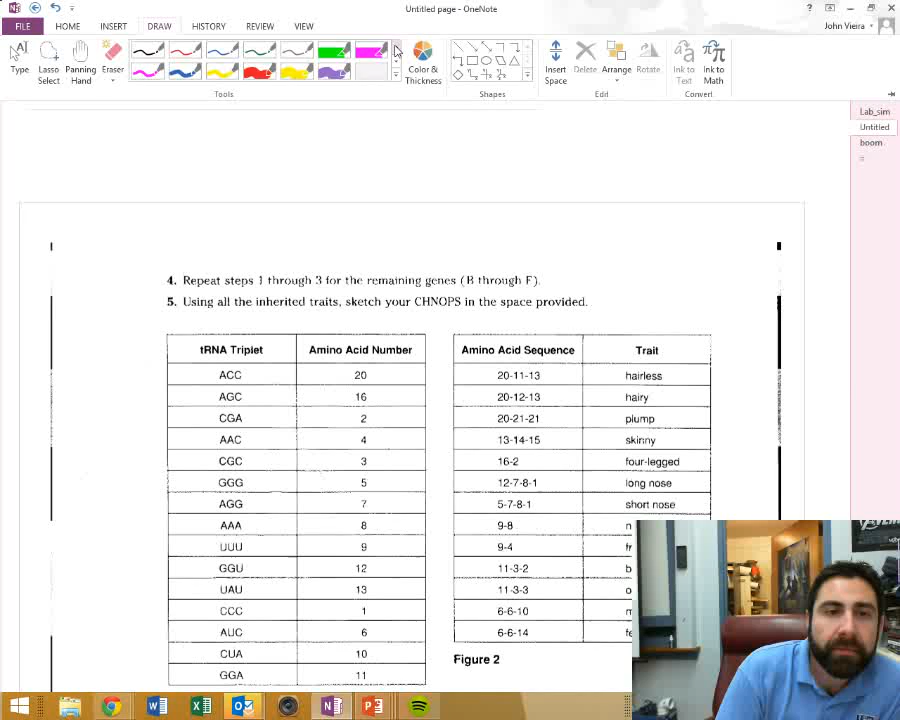 Untitled page - OneNote
FILE HOME INSERT DRAW HISTORY REVIEW VIEW
John Vieira
Type
Lasso Select
Panning Hand
Eraser
Color & Thickness
Insert Space
Delete
Arrange
Rotate
Ink to Text
Ink to Math
Tools Shapes Edit Convert
Lab_sim
Untitled
boom
4. Repeat steps 1 through 3 for the remaining genes (B through F).
5. Using all the inherited traits, sketch your CHNOPS in the space provided.
tRNA Triplet Amino Acid Number
ACC 20
AGC 16
CGA 2
AAC 4
CGC 3
GGG 5
AGG 7
AAA 8
UUU 9
GGU 12
UAU 13
CCC 1
AUC 6
CUA 10
GGA 11
Amino Acid Sequence Trait
20-11-13 hairless
20-12-13 hairy
20-21-21 plump
13-14-15 skinny
16-2 four-legged
12-7-8-1 long nose
5-7-8-1 short nose
9-8 n
9-4 fr
11-3-2 b
11-3-3 o
6-6-10
6-6-14 fe
Figure 2